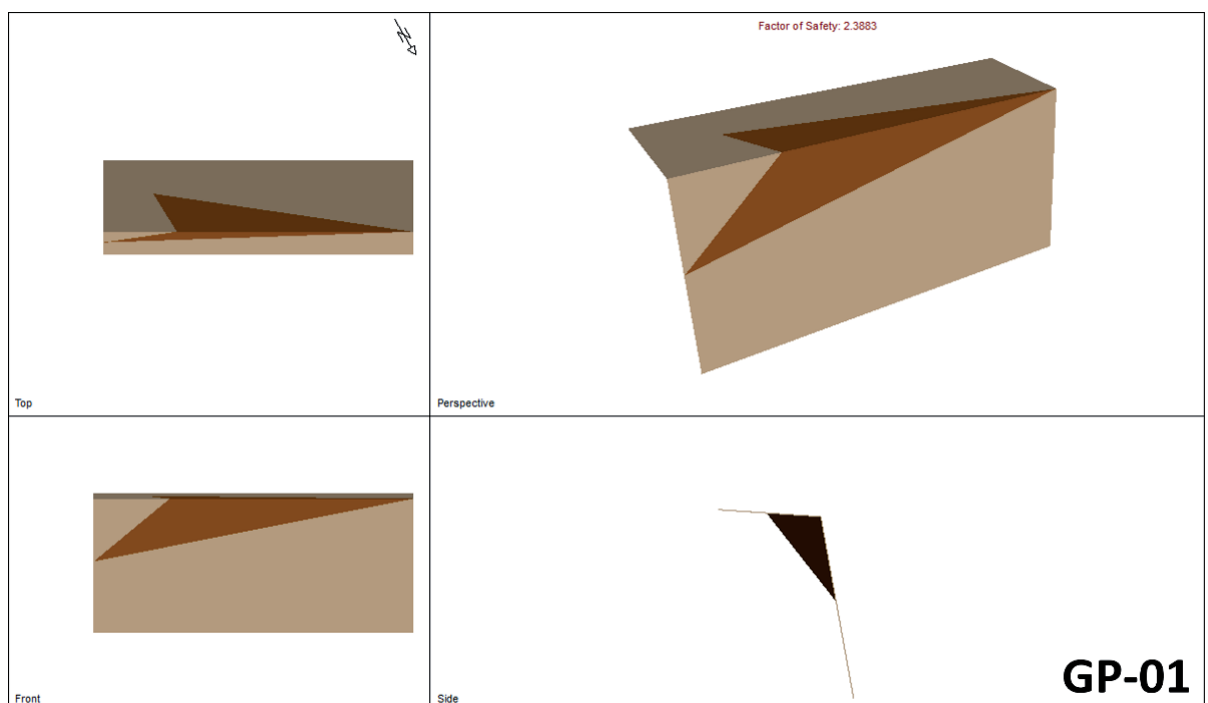 N
Top
Factor of Safety: 2.3883
Perspective
Front
Side
GP-01